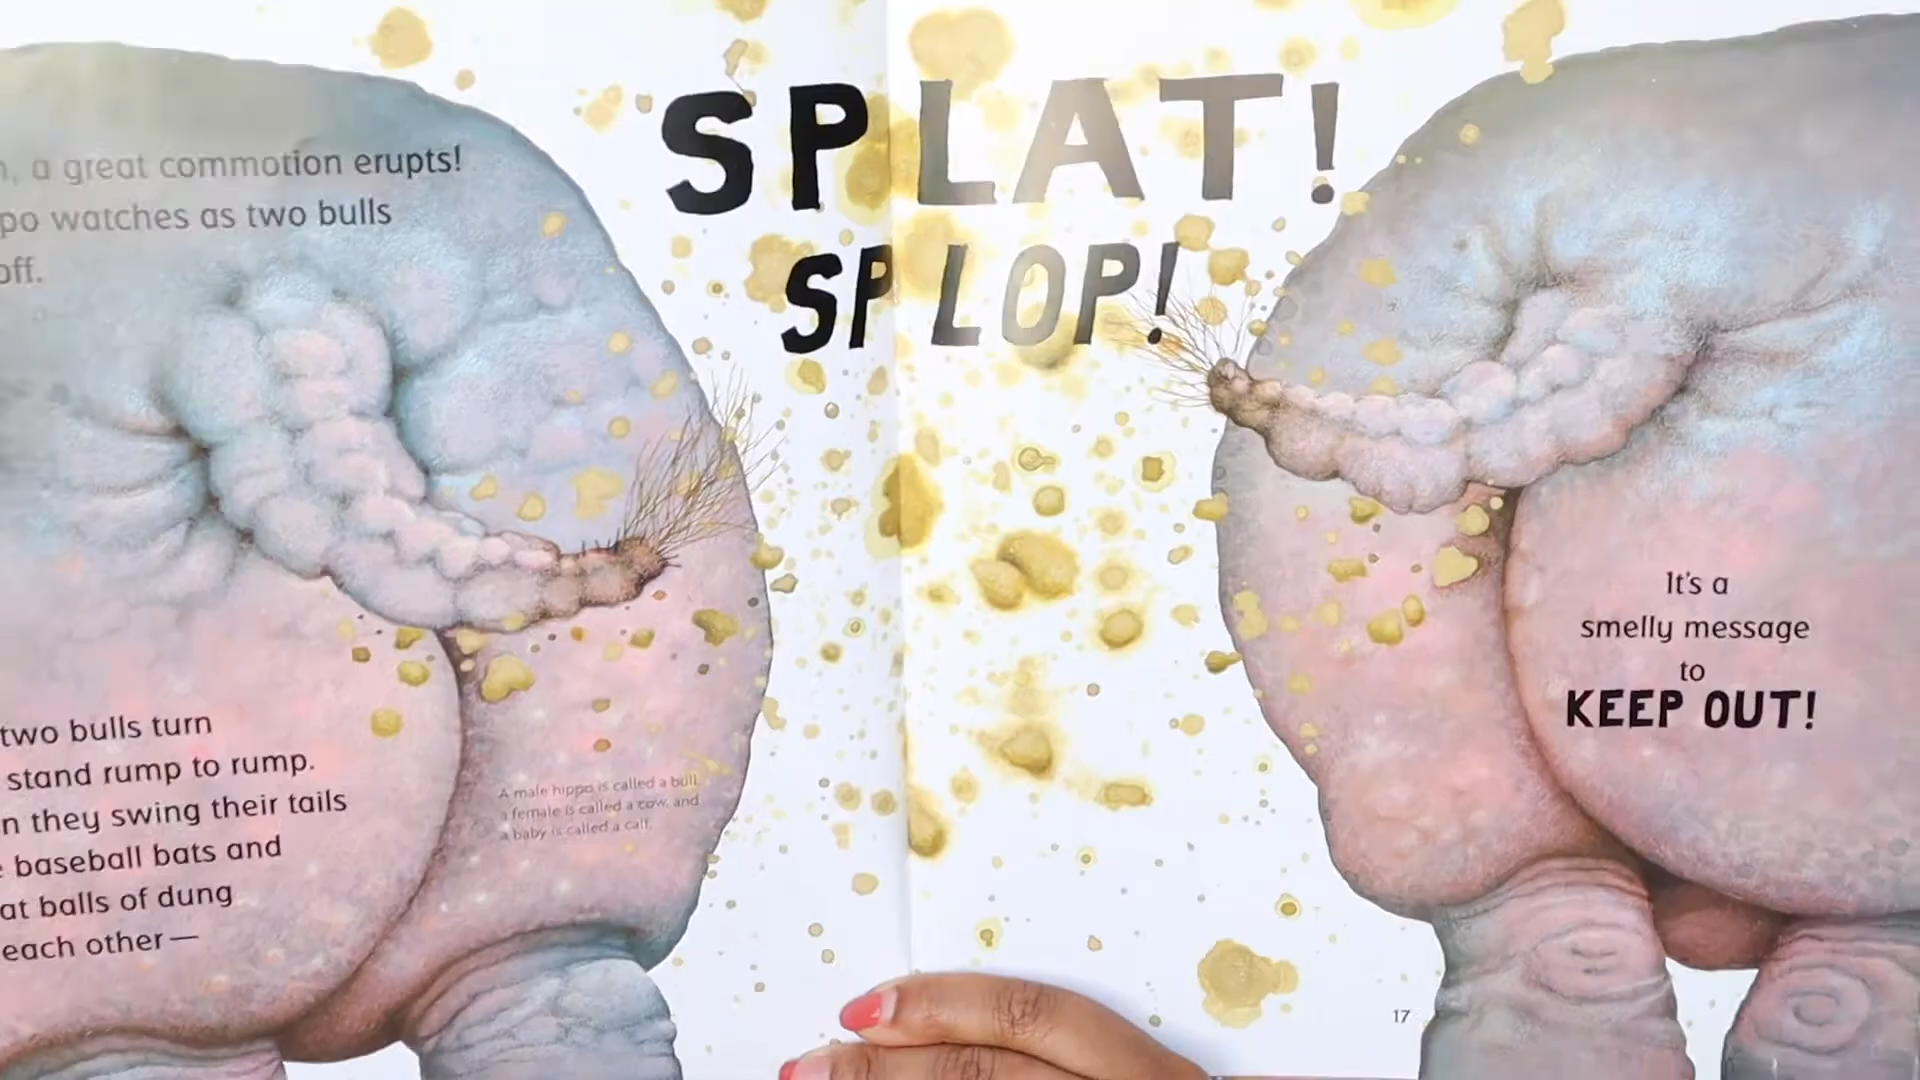 a great commotion erupts!
watches as two bulls
off.
SPLAT!
SPLOP!
two bulls turn
stand rump to rump.
they swing their tails
baseball bats and
at balls of dung
each other—
A male hippo is called a bull,
a female is called a cow, and
a baby is called a calf.
It's a
smelly message
to
KEEP OUT!
17